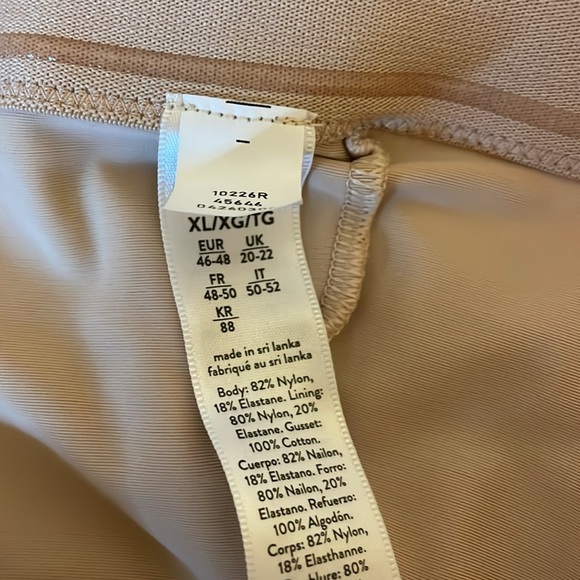 10226R
45646
XL/XG/TG
EUR UK
46-48 20-22
FR IT
48-50 50-52
KR
88
made in sri lanka
fabriqué au sri lanka
Body: 82% Nylon,
18% Elastane. Lining:
80% Nylon, 20%
Elastane. Gusset:
100% Cotton.
Cuerpo: 82% Nailon,
18% Elastano. Forro:
80% Nailon, 20%
Elastano. Refuerzo:
100% Algodón.
Corps: 82% Nylon,
18% Elasthanne.
80%